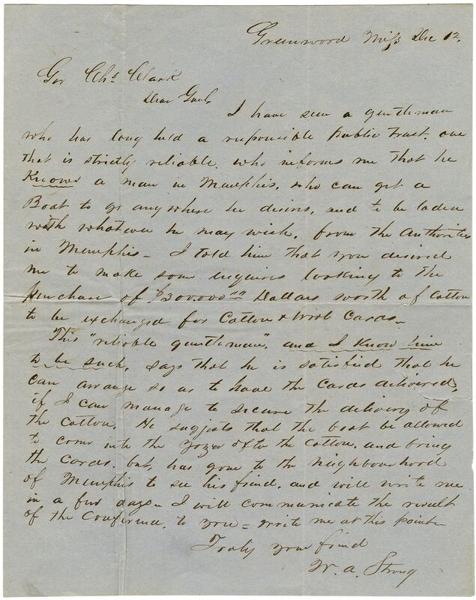 Greenwood Miss Dec 12.
Gov Chs Clark
Dear Govr
I have seen a gentleman
who has long held a responsible public trust, one
that is strictly reliable, who informs me that he
Knows a man in Memphis, who can get a
Boat to go anywhere he desires, and to be laden
with whatever he may wish, from the authorities
in Memphis - I told him that you desired
me to make some inquiries looking to the
purchase of Dollars worth of cotton
to be exchanged for Cotton & Wool Cards -
This "reliable gentleman", and I Know him
to be such, says that he is satisfied that he
can arrange so as to have the cards delivered,
if I can manage to secure the delivery of
the cotton. He suggests that the boat be allowed
to come into the Yazoo to the cotton, and bring
the cards, but, has gone to the neighbourhood
of Memphis to see his friend, and will write me
in a few days - I will communicate the result
of the Conference, to you = write me at this point
Truly your friend
W. A. Strong